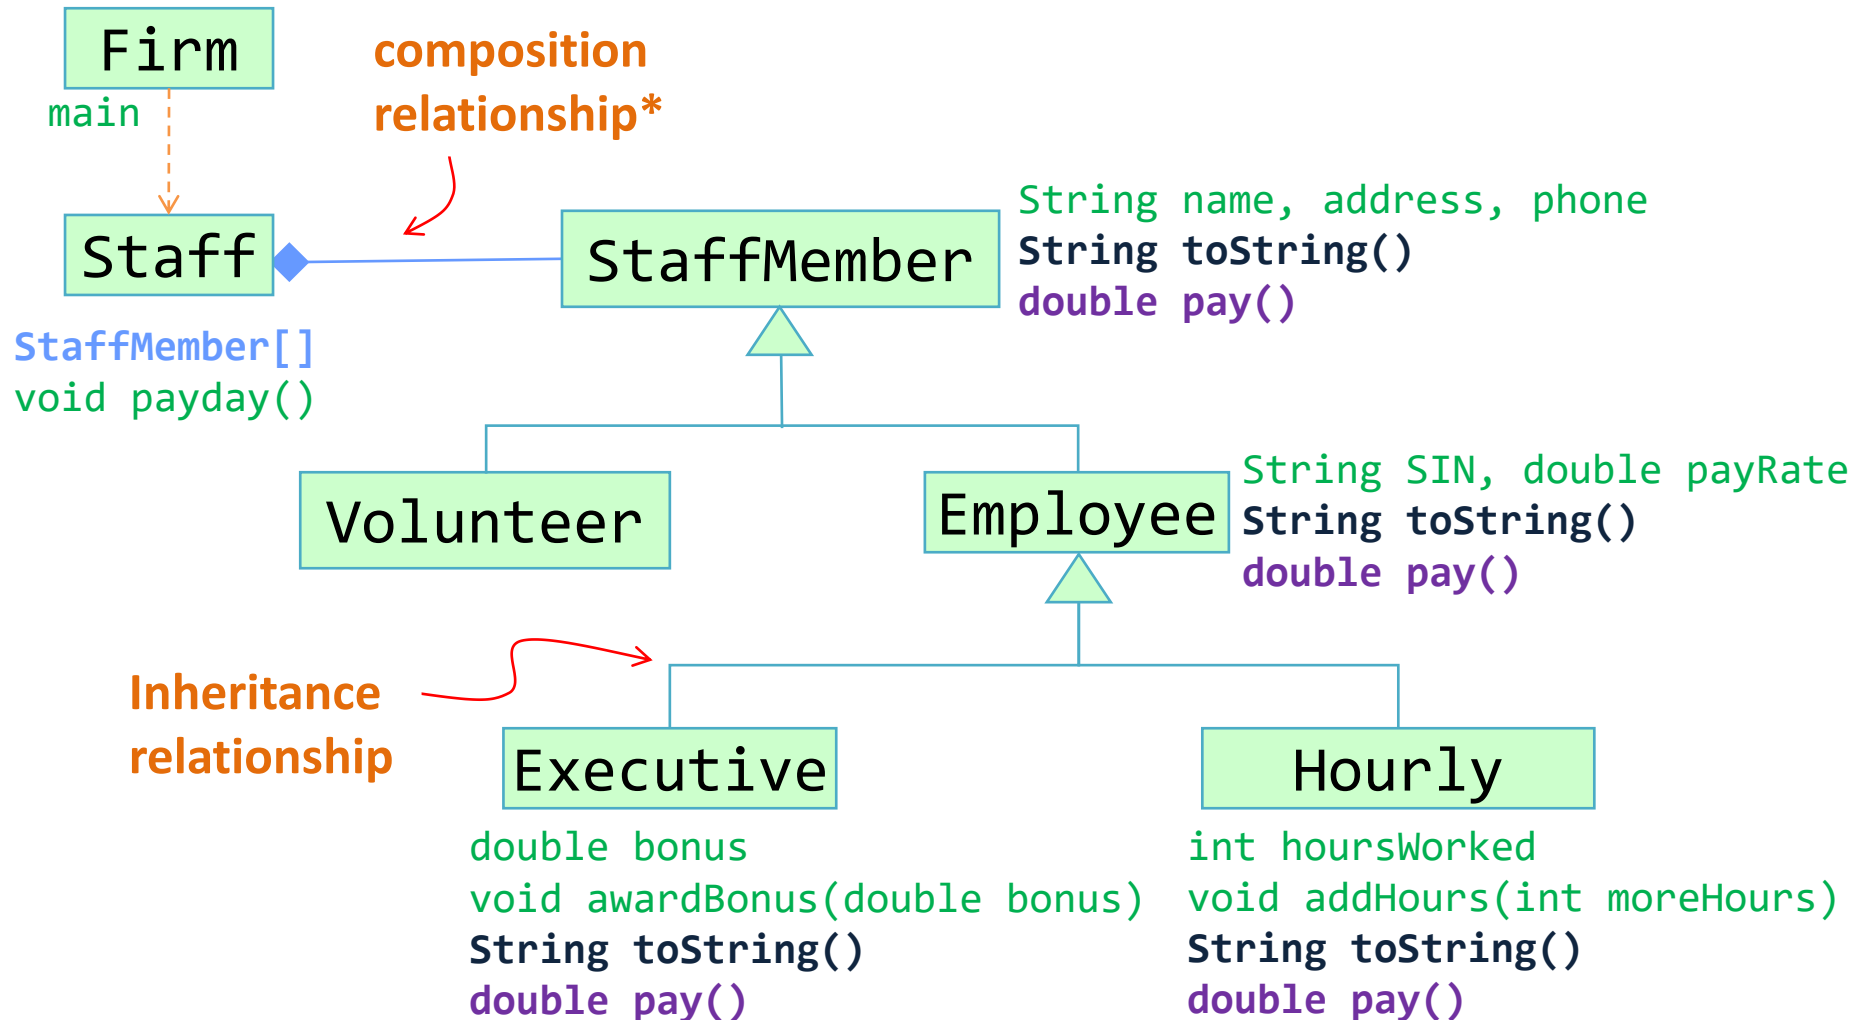 Firm
main
composition
relationship*
Staff
StaffMember[]
void payday()
StaffMember
String name, address, phone
String toString()
double pay()
Volunteer
Employee
String SIN, double payRate
String toString()
double pay()
Inheritance
relationship
Executive
double bonus
void awardBonus(double bonus)
String toString()
double pay()
Hourly
int hoursWorked
void addHours(int moreHours)
String toString()
double pay()